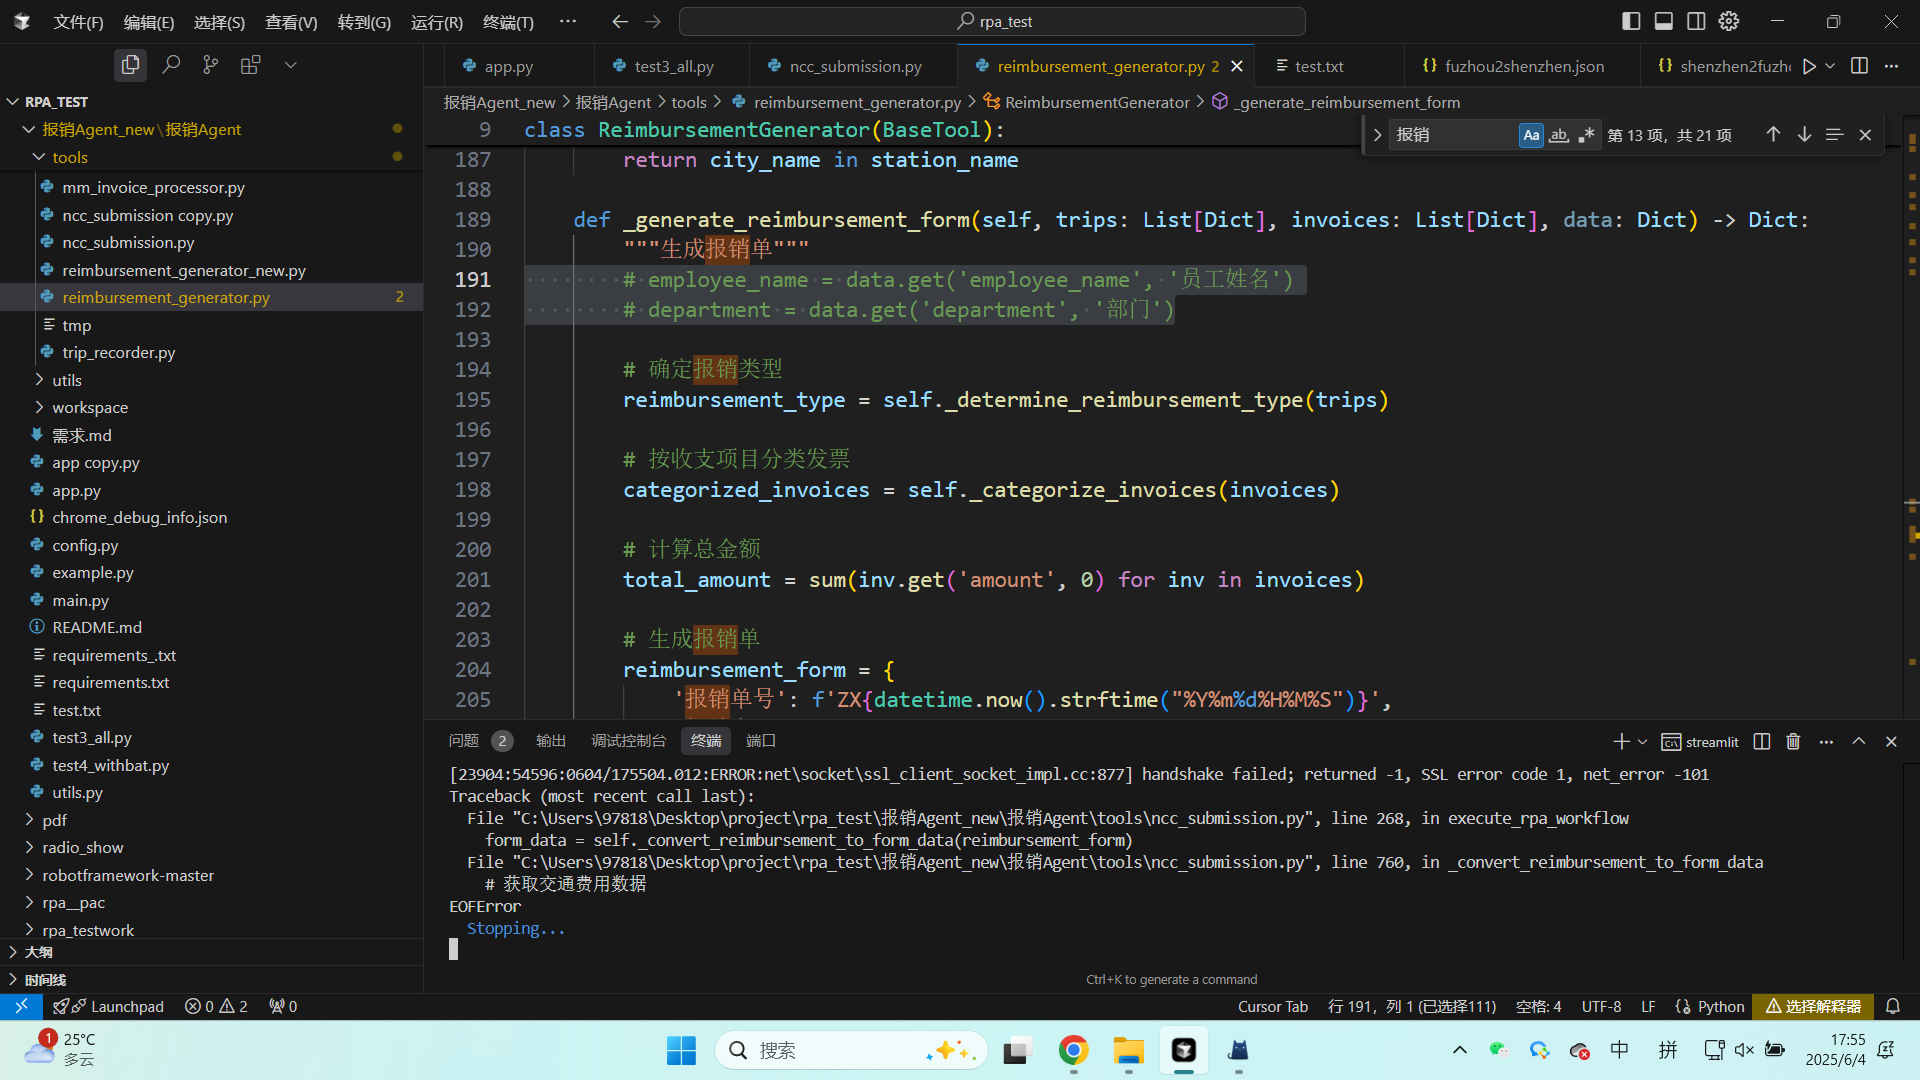 文件(F) 编辑(E) 选择(S) 查看(V) 转到(G) 运行(R) 终端(T) ··· rpa_test
app.py test3_all.py ncc_submission.py reimbursement_generator.py 2 test.txt fuzhou2shenzhen.json shenzhen2fuzh
报销Agent_new > 报销Agent > tools > reimbursement_generator.py > ReimbursementGenerator > _generate_reimbursement_form
报销 Aa ab 第 13 项，共 21 项
RPA_TEST
报销Agent_new\报销Agent
tools
mm_invoice_processor.py
ncc_submission copy.py
ncc_submission.py
reimbursement_generator_new.py
reimbursement_generator.py 2
tmp
trip_recorder.py
utils
workspace
需求.md
app copy.py
app.py
chrome_debug_info.json
config.py
example.py
main.py
README.md
requirements_.txt
requirements.txt
test.txt
test3_all.py
test4_withbat.py
utils.py
pdf
radio_show
robotframework-master
rpa__pac
rpa_testwork
大纲
时间线
9 class ReimbursementGenerator(BaseTool):
187 return city_name in station_name
188
189 def _generate_reimbursement_form(self, trips: List[Dict], invoices: List[Dict], data: Dict) -> Dict:
190 """生成报销单"""
191 # employee_name = data.get('employee_name', '员工姓名')
192 # department = data.get('department', '部门')
193
194 # 确定报销类型
195 reimbursement_type = self._determine_reimbursement_type(trips)
196
197 # 按收支项目分类发票
198 categorized_invoices = self._categorize_invoices(invoices)
199
200 # 计算总金额
201 total_amount = sum(inv.get('amount', 0) for inv in invoices)
202
203 # 生成报销单
204 reimbursement_form = {
205 '报销单号': f'ZX{datetime.now().strftime("%Y%m%d%H%M%S")}',
问题 2 输出 调试控制台 终端 端口 streamlit
[23904:54596:0604/175504.012:ERROR:net\socket\ssl_client_socket_impl.cc:877] handshake failed; returned -1, SSL error code 1, net_error -101
Traceback (most recent call last):
File "C:\Users\97818\Desktop\project\rpa_test\报销Agent_new\报销Agent\tools\ncc_submission.py", line 268, in execute_rpa_workflow
form_data = self._convert_reimbursement_to_form_data(reimbursement_form)
File "C:\Users\97818\Desktop\project\rpa_test\报销Agent_new\报销Agent\tools\ncc_submission.py", line 760, in _convert_reimbursement_to_form_data
# 获取交通费用数据
EOFError
Stopping...
Ctrl+K to generate a command
Launchpad 0 2 0 Cursor Tab 行 191，列 1 (已选择111) 空格: 4 UTF-8 LF Python 选择解释器
1 25°C
多云
搜索
中 拼 17:55
2025/6/4